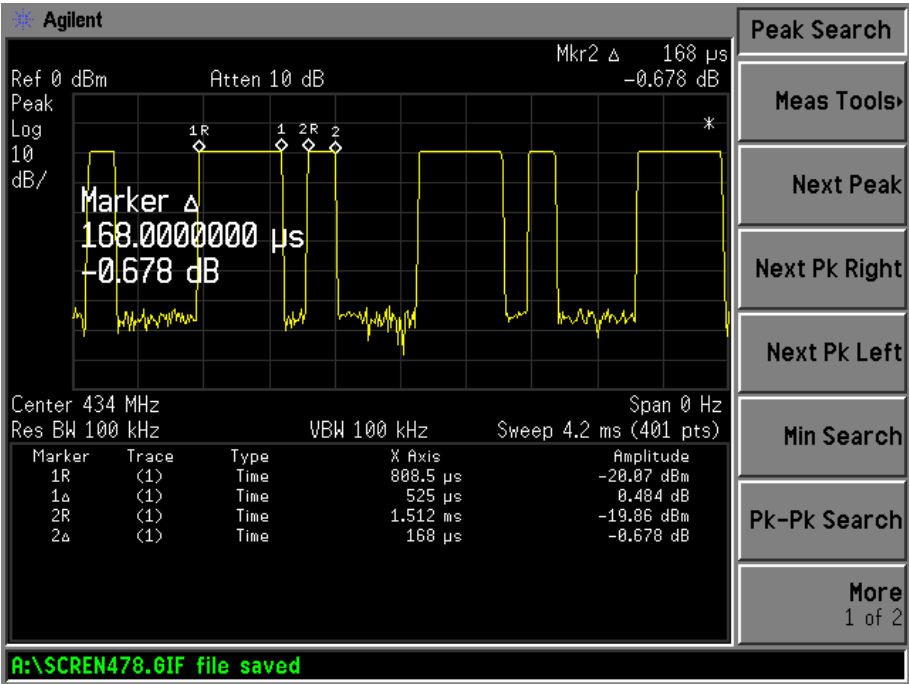 Agilent
Peak Search
Mkr2 Δ 168 µs
Ref 0 dBm Atten 10 dB -0.678 dB
Peak
Log
10
dB/
1R 1 2R 2
*
Marker Δ
168.0000000 µs
-0.678 dB
Center 434 MHz Span 0 Hz
Res BW 100 kHz VBW 100 kHz Sweep 4.2 ms (401 pts)
Marker Trace Type X Axis Amplitude
1R (1) Time 808.5 µs -20.07 dBm
1Δ (1) Time 525 µs 0.484 dB
2R (1) Time 1.512 ms -19.86 dBm
2Δ (1) Time 168 µs -0.678 dB
Meas Tools
Next Peak
Next Pk Right
Next Pk Left
Min Search
Pk-Pk Search
More
1 of 2
A:\SCREN478.GIF file saved